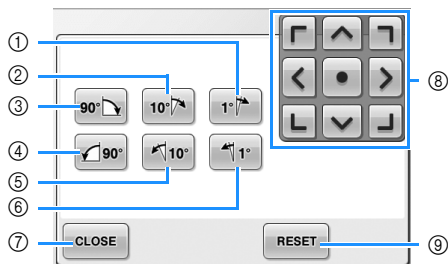 ①
②
③ 90° 10° 1° ⑧
④ 90° 10° 1°
⑤
⑥
⑦ CLOSE RESET ⑨